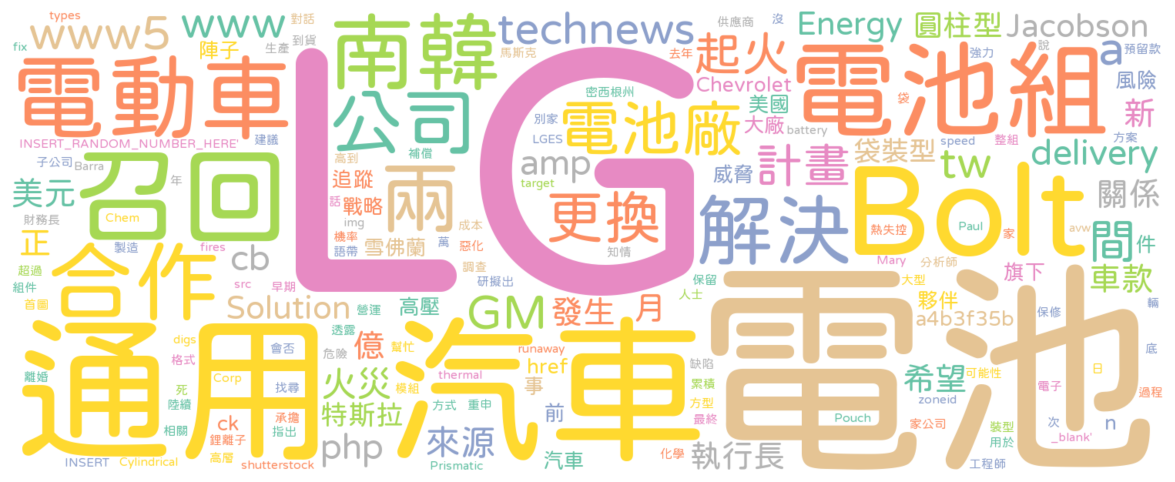 types
www
對話
陣子
生產
到貨
fix
www5
電動車
南韓
technews
馬斯克
去年
供應商
沒
Energy
圓柱型
說
Jacobson
強力
a
預留款
起火
Chevrolet
電池組
風險
公司
密西根州
別家
LGES
電池廠
美國
大廠
battery
袋
新
INSERT_RANDOM_NUMBER_HERE'
建議
子公司
Barra
年
高到
補償
LG
amp
target
威脅
計畫
袋裝型
speed
整組
方案
tw
delivery
美元
召回
追蹤
話
戰略
img
機率
語帶
兩
成本
萬
惡化
雪佛蘭
調查
更換
知情
解決
Bolt
熱失控
Paul
家
avw
關係
間
件
財務長
Chem
正
製造
fires
超過
組件
合作
cb
src
早期
研擬出
保留
人士
Mary
分析師
大型
旗下
車款
首圖
Solution
營運
高壓
透露
GM
發生
月
夥伴
a4b3f35b
保修
輛
digs
會否
危險
億
幫忙
runaway
href
事
缺陷
希望
可能性
日
底
格式
離婚
Corp
找尋
火災
模組
thermal
zoneid
電子
過程
死
陸續
相關
通用汽車
電池
特斯拉
方式
重申
前
累積
方型
最終
Pouch
家公司
裝型
用於
次
_blank'
n
承擔
指出
ck
鋰離子
INSERT
Cylindrical
高層
shutterstock
php
來源
Prismatic
汽車
化學
執行長
工程師